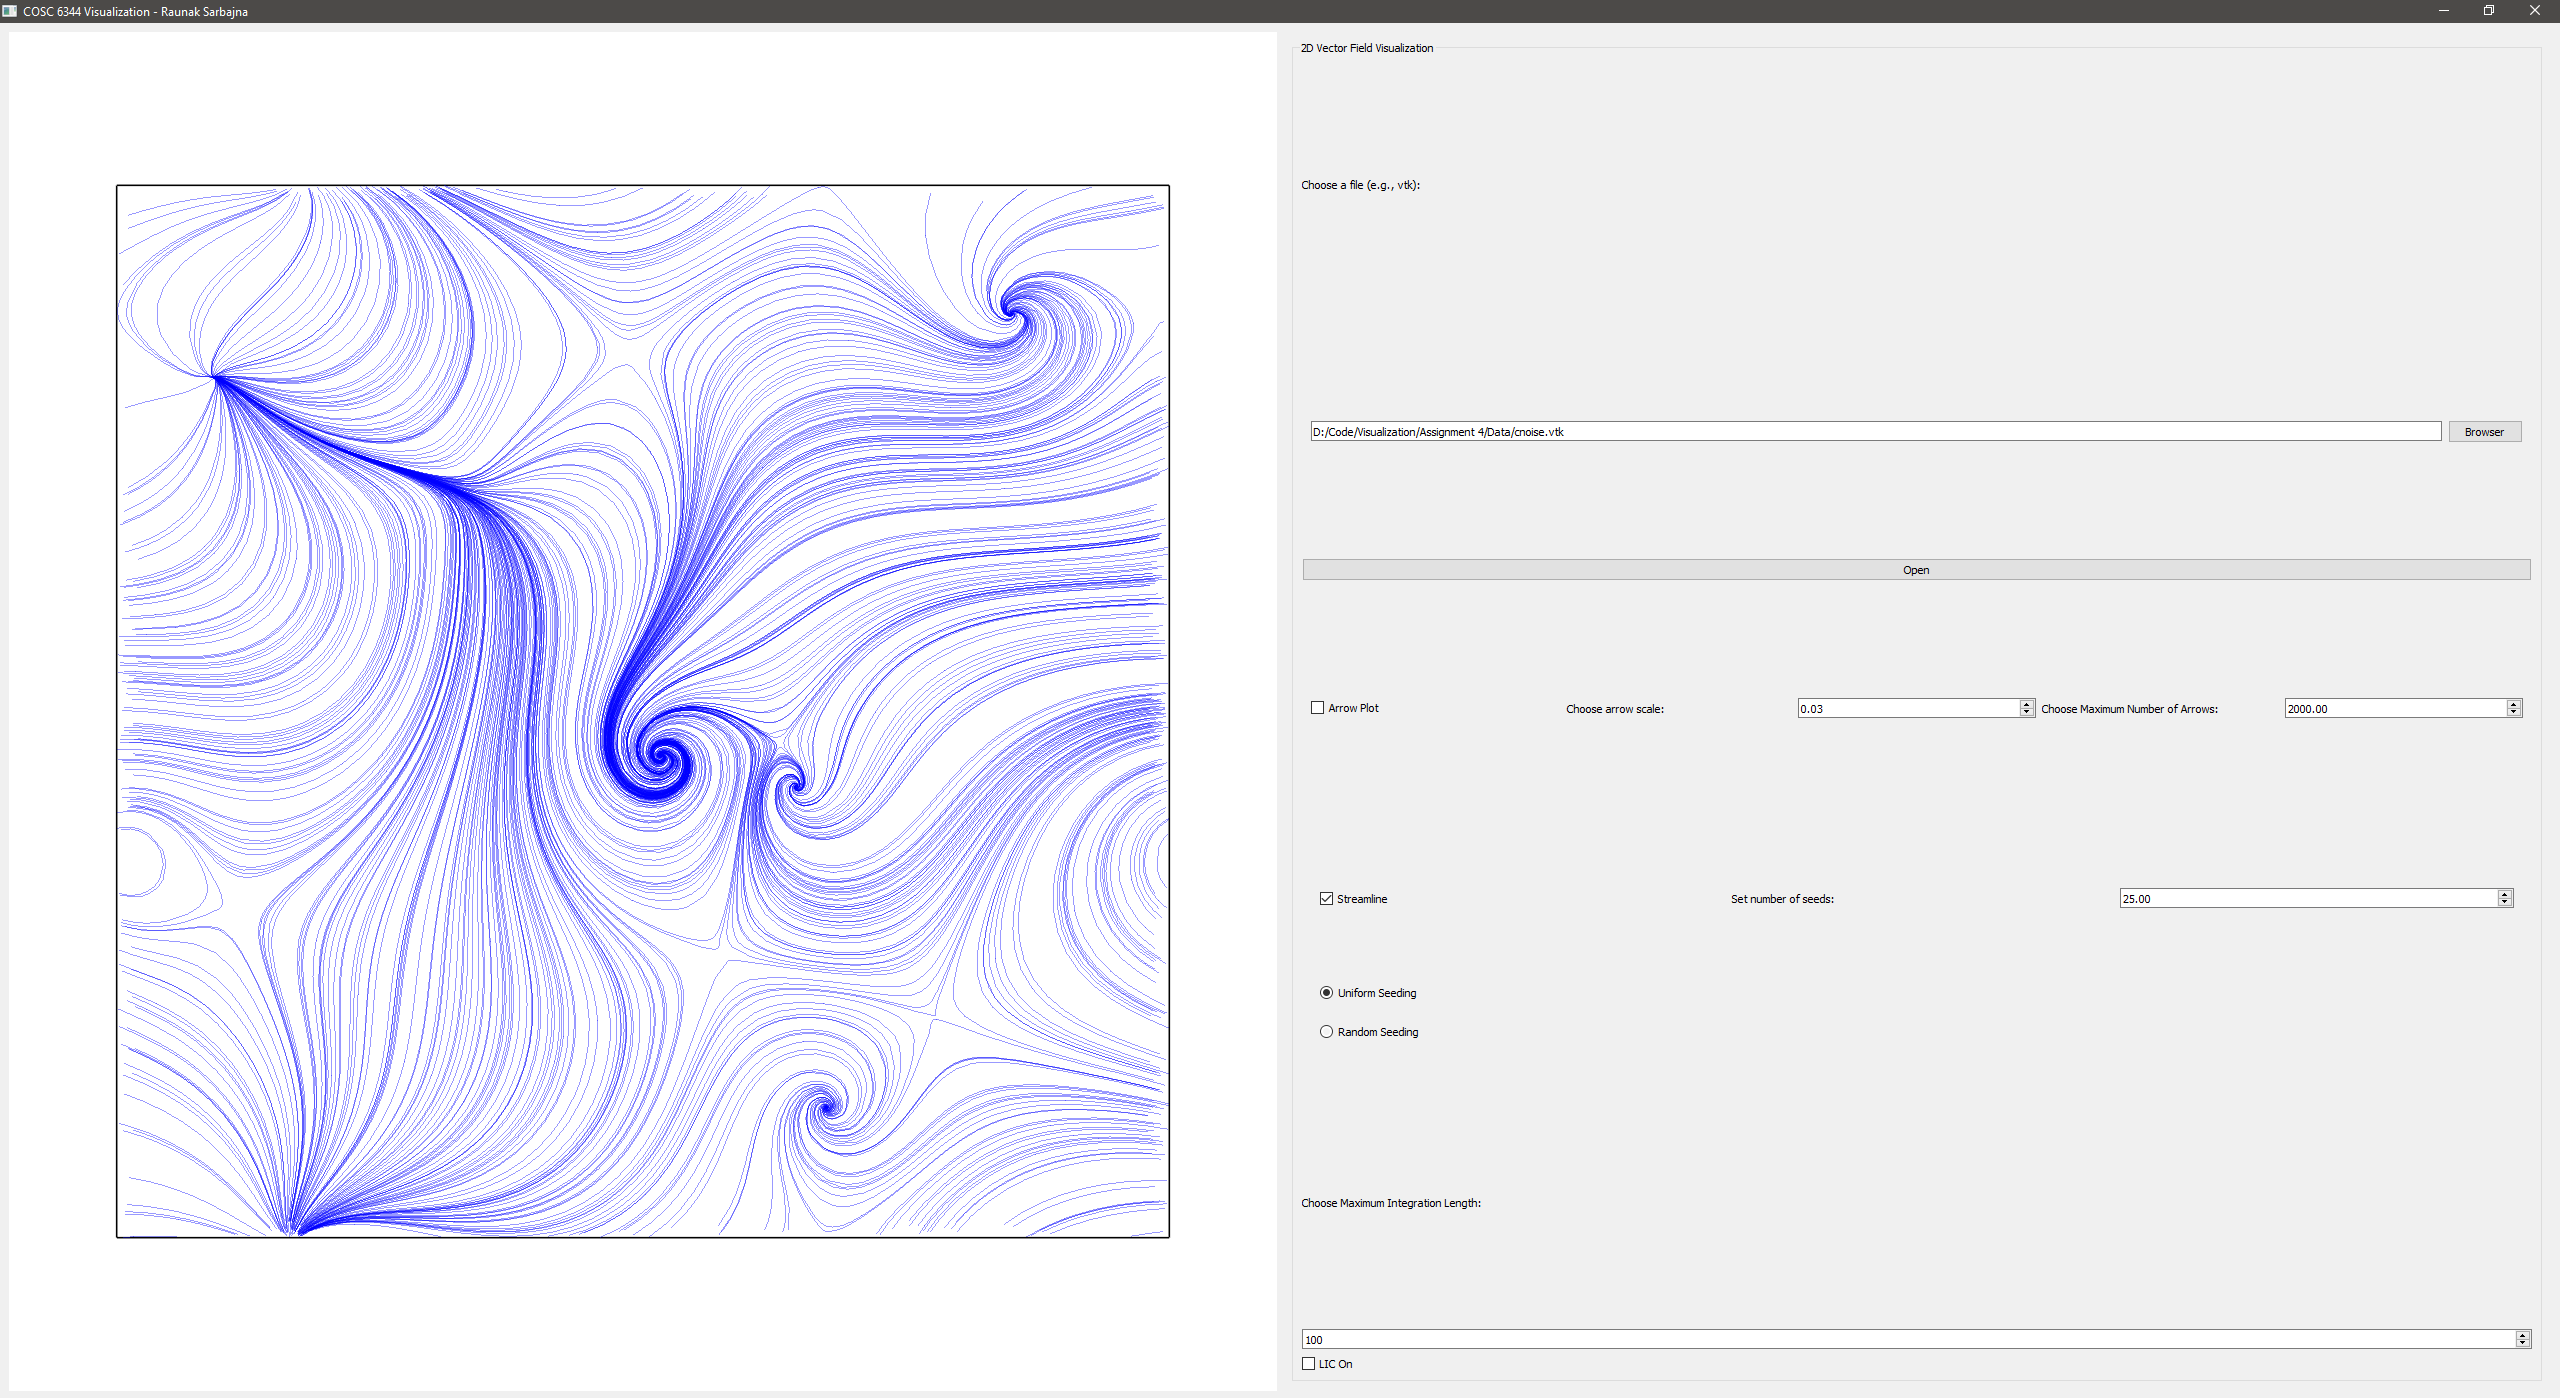 COSC 6344 Visualization - Raunak Sarbajna
2D Vector Field Visualization
Choose a file (e.g., vtk):
D:/Code/Visualization/Assignment 4/Data/cnoise.vtk Browser
Open
Arrow Plot Choose arrow scale: 0.03 Choose Maximum Number of Arrows: 2000.00
Streamline Set number of seeds: 25.00
Uniform Seeding
Random Seeding
Choose Maximum Integration Length:
100
LIC On